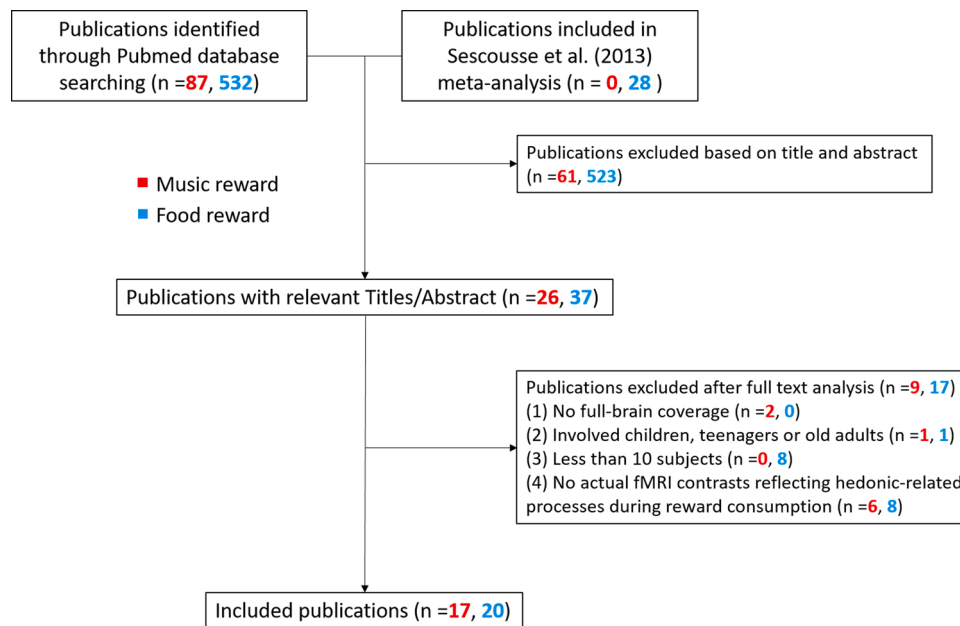 Publications identified
through Pubmed database
searching (n =87, 532)
Publications included in
Sescousse et al. (2013)
meta-analysis (n = 0, 28 )
Publications excluded based on title and abstract
(n =61, 523)
Music reward
Food reward
Publications with relevant Titles/Abstract (n =26, 37)
Publications excluded after full text analysis (n =9, 17)
(1) No full-brain coverage (n =2, 0)
(2) Involved children, teenagers or old adults (n =1, 1)
(3) Less than 10 subjects (n =0, 8)
(4) No actual fMRI contrasts reflecting hedonic-related
processes during reward consumption (n =6, 8)
Included publications (n =17, 20)